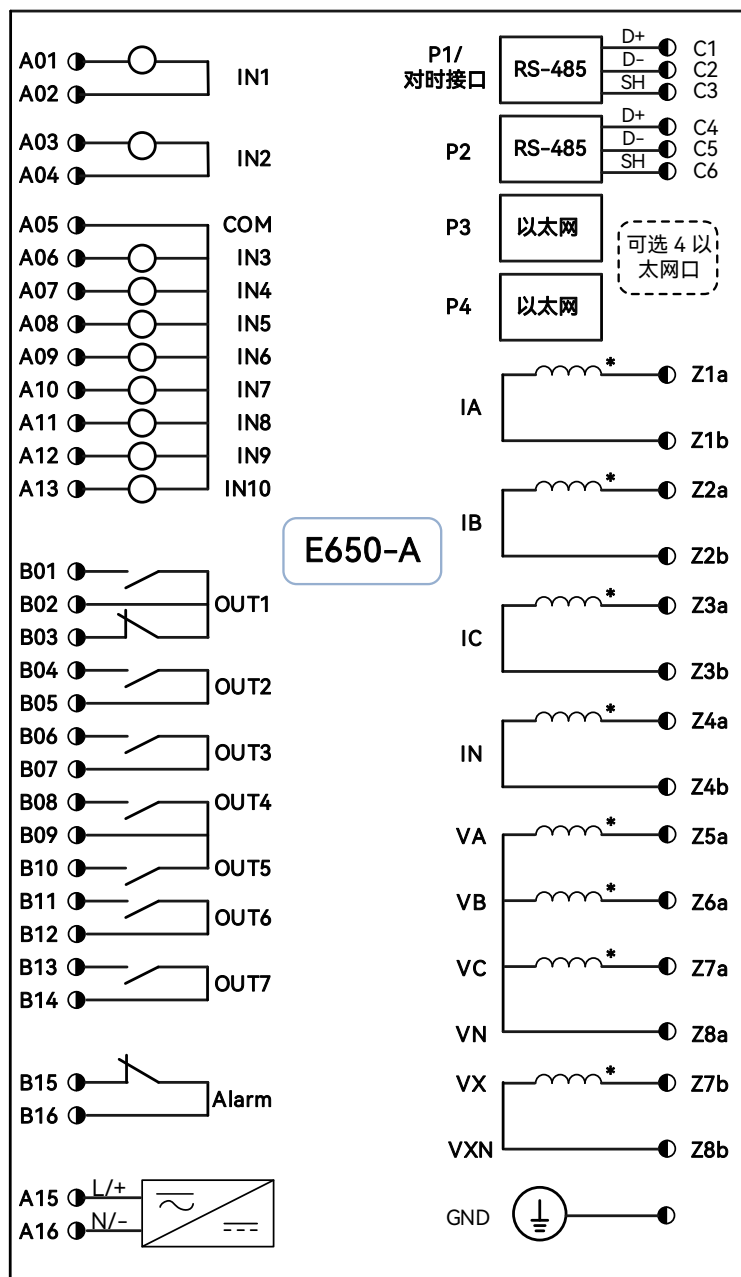 A01
A02
IN1
A03
A04
IN2
A05
COM
A06
IN3
A07
IN4
A08
IN5
A09
IN6
A10
IN7
A11
IN8
A12
IN9
A13
IN10
B01
B02
OUT1
B03
B04
OUT2
B05
B06
OUT3
B07
B08
OUT4
B09
B10
OUT5
B11
OUT6
B12
B13
OUT7
B14
B15
Alarm
B16
A15
L/+
A16
N/-
E650-A
P1/
对时接口
RS-485
D+
C1
D-
C2
SH
C3
P2
RS-485
D+
C4
D-
C5
SH
C6
P3
以太网
可选 4 以
太网口
P4
以太网
IA
*
Z1a
Z1b
IB
*
Z2a
Z2b
IC
*
Z3a
Z3b
IN
*
Z4a
Z4b
VA
*
Z5a
VB
*
Z6a
VC
*
Z7a
VN
Z8a
VX
*
Z7b
VXN
Z8b
GND